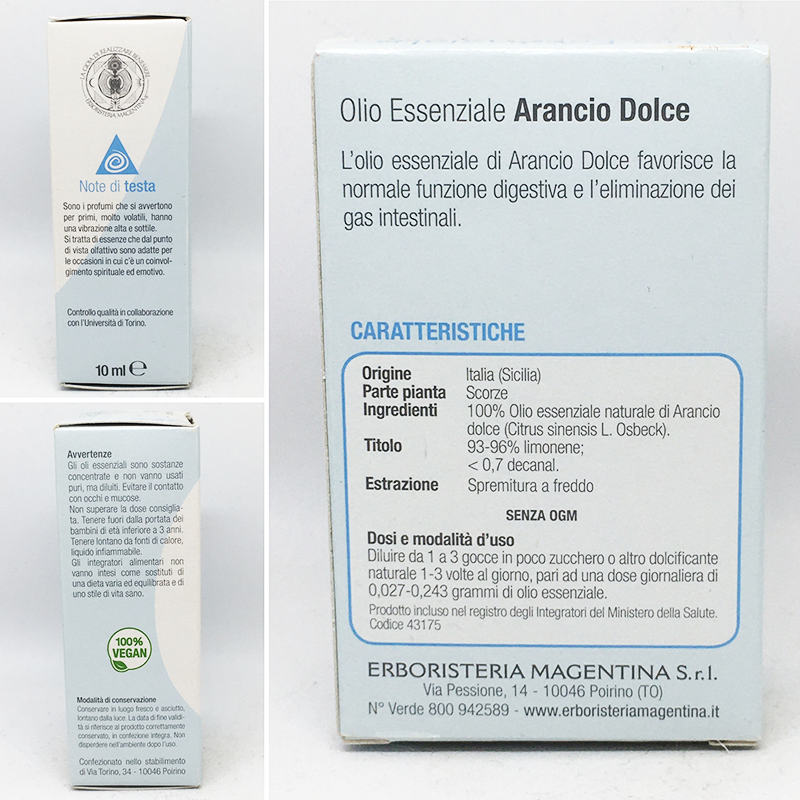 LA GIOIA DI REALIZZARE BENESSERE
ERBORISTERIA MAGENTINA
Note di testa
Sono i profumi che si avvertono
per primi, molto volatili, hanno
una vibrazione alta e sottile.
Si tratta di essenze che dal punto
di vista olfattivo sono adatte per
le occasioni in cui c'è un coinvol-
gimento spirituale ed emotivo.
Controllo qualità in collaborazione
con l'Università di Torino.
10 ml ℮
Avvertenze
Gli oli essenziali sono sostanze
concentrate e non vanno usati
puri, ma diluiti. Evitare il contatto
con occhi e mucose.
Non superare la dose consiglia-
ta. Tenere fuori dalla portata dei
bambini di età inferiore a 3 anni.
Tenere lontano da fonti di calore,
liquido infiammabile.
Gli integratori alimentari non
vanno intesi come sostituti di
una dieta varia ed equilibrata e di
uno stile di vita sano.
100%
VEGAN
Modalità di conservazione
Conservare in luogo fresco e asciutto,
lontano dalla luce. La data di fine validi-
tà si riferisce al prodotto correttamente
conservato, in confezione integra. Non
disperdere nell'ambiente dopo l'uso.
Confezionato nello stabilimento
di Via Torino, 34 - 10046 Poirino
Olio Essenziale Arancio Dolce
L'olio essenziale di Arancio Dolce favorisce la
normale funzione digestiva e l'eliminazione dei
gas intestinali.
CARATTERISTICHE
Origine Italia (Sicilia)
Parte pianta Scorze
Ingredienti 100% Olio essenziale naturale di Arancio
dolce (Citrus sinensis L. Osbeck).
Titolo 93-96% limonene;
< 0,7 decanal.
Estrazione Spremitura a freddo
SENZA OGM
Dosi e modalità d'uso
Diluire da 1 a 3 gocce in poco zucchero o altro dolcificante
naturale 1-3 volte al giorno, pari ad una dose giornaliera di
0,027-0,243 grammi di olio essenziale.
Prodotto incluso nel registro degli Integratori del Ministero della Salute.
Codice 43175
ERBORISTERIA MAGENTINA S.r.l.
Via Pessione, 14 - 10046 Poirino (TO)
N° Verde 800 942589 - www.erboristeriamagentina.it